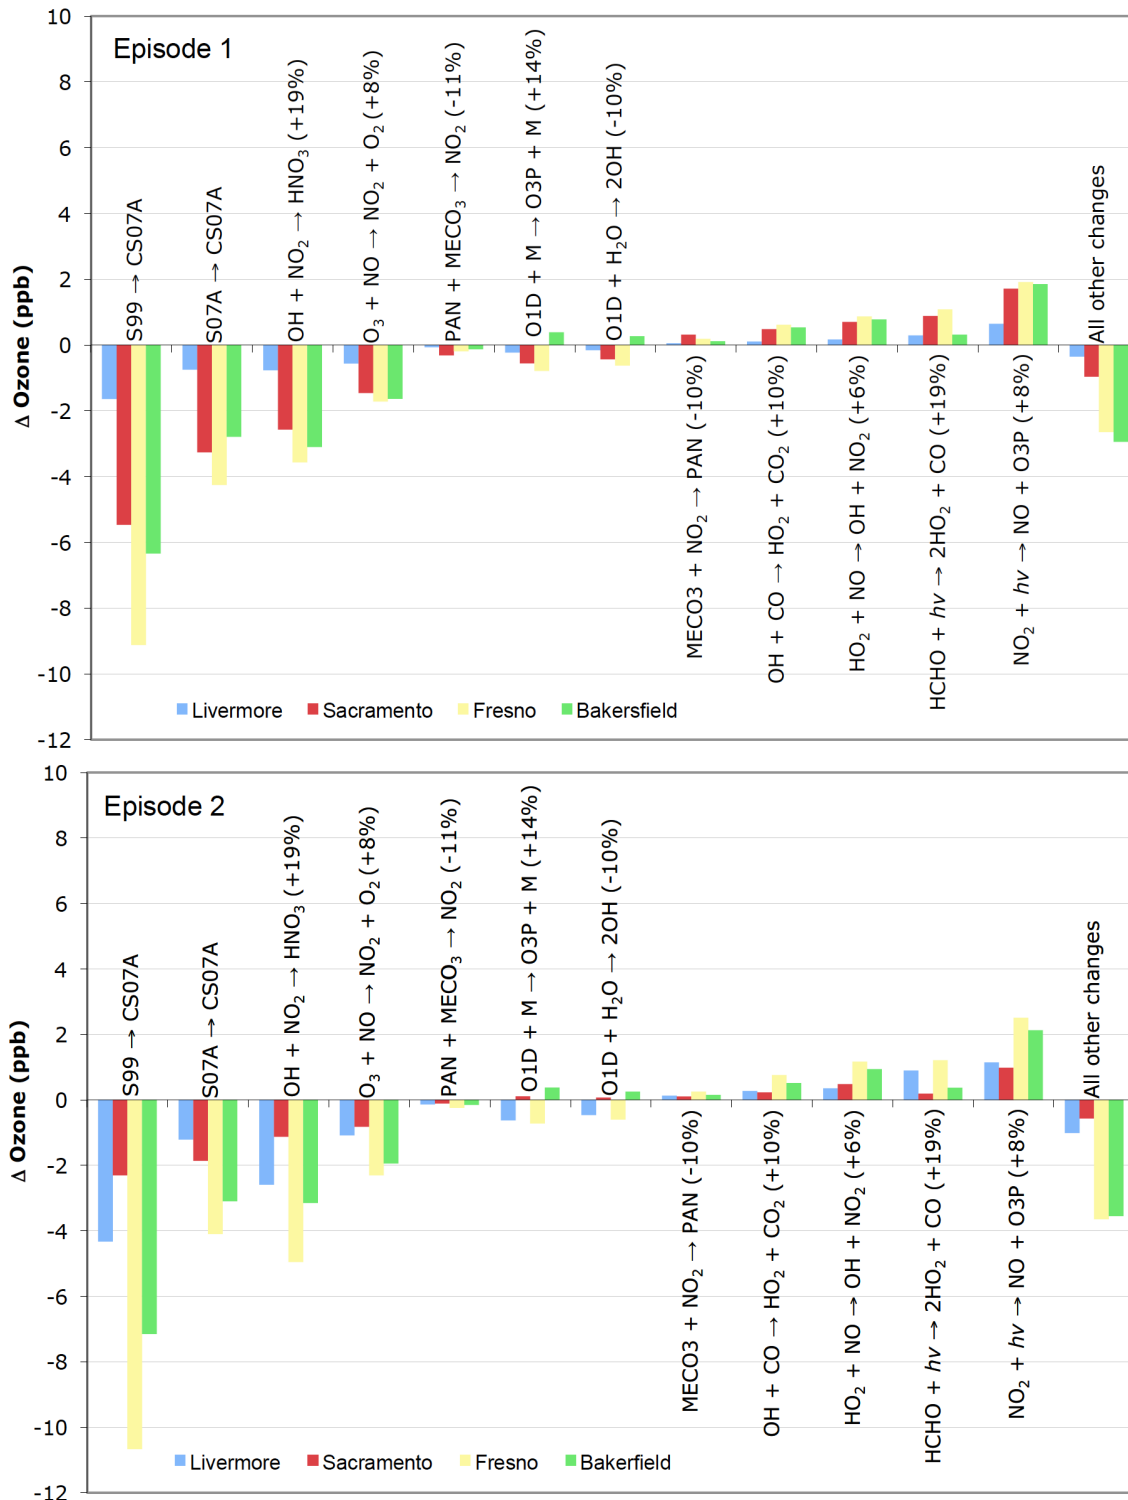 Episode 1
Δ Ozone (ppb)
10
8
6
4
2
0
-2
-4
-6
-8
-10
-12
S99 → CS07A
S07A → CS07A
OH + NO₂ → HNO₃ (+19%)
O₃ + NO → NO₂ + O₂ (+8%)
PAN + MECO₃ → NO₂ (-11%)
O1D + M → O3P + M (+14%)
O1D + H₂O → 2OH (-10%)
MECO3 + NO₂ → PAN (-10%)
OH + CO → HO₂ + CO₂ (+10%)
HO₂ + NO → OH + NO₂ (+6%)
HCHO + hv → 2HO₂ + CO (+19%)
NO₂ + hv → NO + O3P (+8%)
All other changes
Livermore Sacramento Fresno Bakersfield
Episode 2
Δ Ozone (ppb)
10
8
6
4
2
0
-2
-4
-6
-8
-10
-12
S99 → CS07A
S07A → CS07A
OH + NO₂ → HNO₃ (+19%)
O₃ + NO → NO₂ + O₂ (+8%)
PAN + MECO₃ → NO₂ (-11%)
O1D + M → O3P + M (+14%)
O1D + H₂O → 2OH (-10%)
MECO3 + NO₂ → PAN (-10%)
OH + CO → HO₂ + CO₂ (+10%)
HO₂ + NO → OH + NO₂ (+6%)
HCHO + hv → 2HO₂ + CO (+19%)
NO₂ + hv → NO + O3P (+8%)
All other changes
Livermore Sacramento Fresno Bakerfield